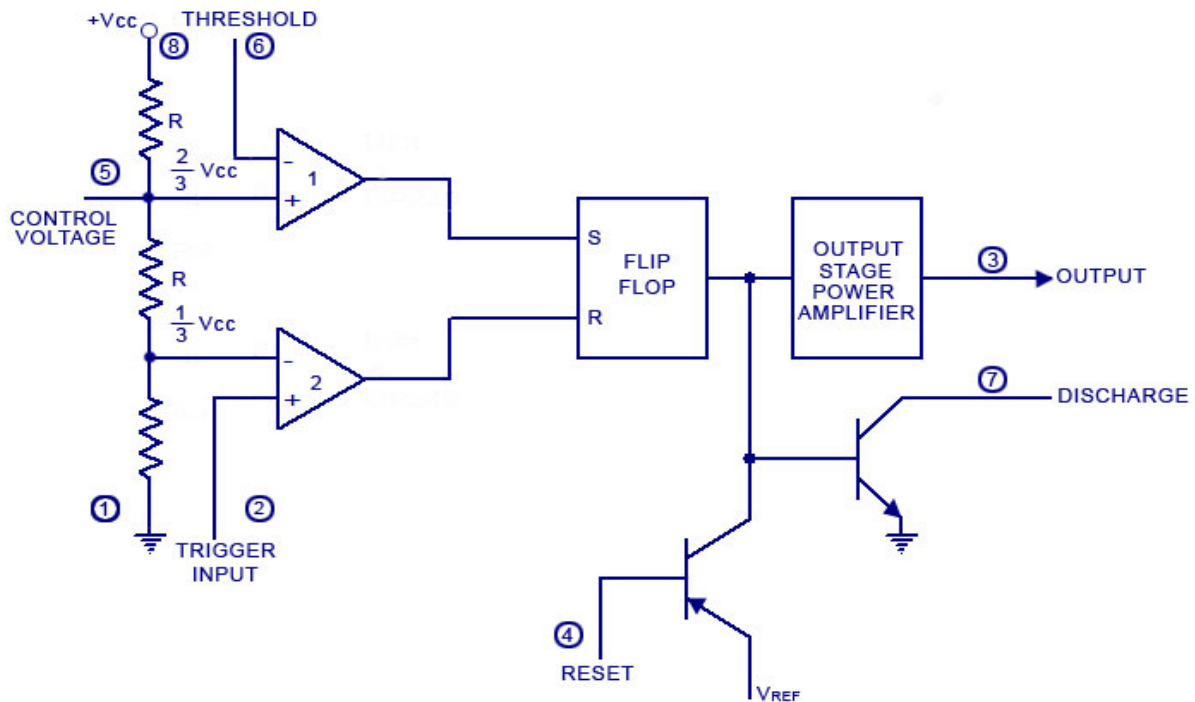 +Vcc
8
THRESHOLD
6
R
5
2/3 Vcc
-
1
+
CONTROL
VOLTAGE
S
FLIP
FLOP
R
OUTPUT
STAGE
POWER
AMPLIFIER
3
OUTPUT
R
1/3 Vcc
-
2
+
7
DISCHARGE
1
2
TRIGGER
INPUT
4
RESET
VREF